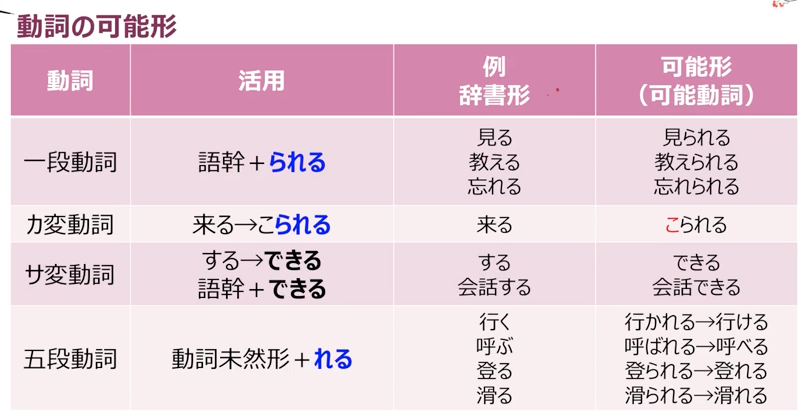 動詞の可能形
動詞 活用 例 可能形
辞書形 （可能動詞）
一段動詞 語幹＋られる 見る 見られる
教える 教えられる
忘れる 忘れられる
カ変動詞 来る→こられる 来る こられる
サ変動詞 する→できる する できる
語幹＋できる 会話する 会話できる
五段動詞 動詞未然形＋れる 行く 行かれる→行ける
呼ぶ 呼ばれる→呼べる
登る 登られる→登れる
滑る 滑られる→滑れる